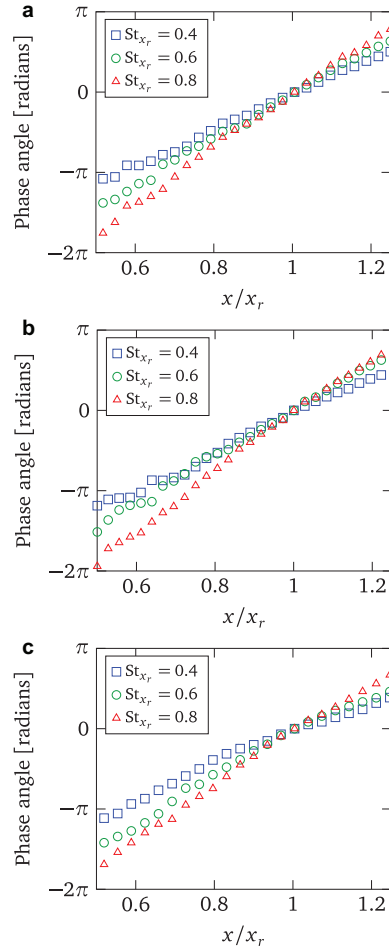 a
π
St_{x_r} = 0.4
St_{x_r} = 0.6
St_{x_r} = 0.8
0
−π
−2π
Phase angle [radians]
0.6 0.8 1 1.2
x/x_r
b
π
St_{x_r} = 0.4
St_{x_r} = 0.6
St_{x_r} = 0.8
0
−π
−2π
Phase angle [radians]
0.6 0.8 1 1.2
x/x_r
c
π
St_{x_r} = 0.4
St_{x_r} = 0.6
St_{x_r} = 0.8
0
−π
−2π
Phase angle [radians]
0.6 0.8 1 1.2
x/x_r